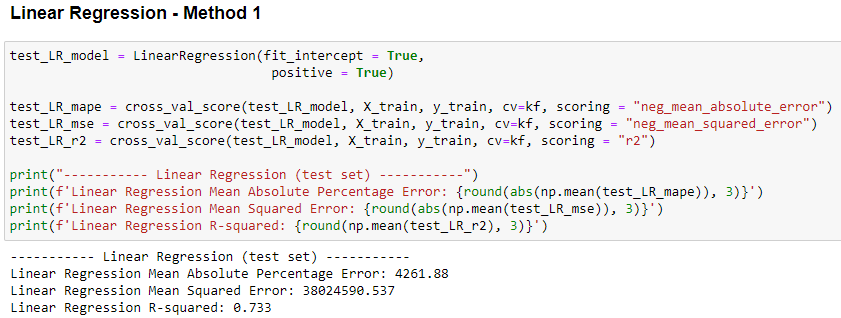 Linear Regression - Method 1
test_LR_model = LinearRegression(fit_intercept = True,
positive = True)
test_LR_mape = cross_val_score(test_LR_model, X_train, y_train, cv=kf, scoring = "neg_mean_absolute_error")
test_LR_mse = cross_val_score(test_LR_model, X_train, y_train, cv=kf, scoring = "neg_mean_squared_error")
test_LR_r2 = cross_val_score(test_LR_model, X_train, y_train, cv=kf, scoring = "r2")
print("----------- Linear Regression (test set) -----------")
print(f'Linear Regression Mean Absolute Percentage Error: {round(abs(np.mean(test_LR_mape)), 3)}')
print(f'Linear Regression Mean Squared Error: {round(abs(np.mean(test_LR_mse)), 3)}')
print(f'Linear Regression R-squared: {round(np.mean(test_LR_r2), 3)}')
----------- Linear Regression (test set) -----------
Linear Regression Mean Absolute Percentage Error: 4261.88
Linear Regression Mean Squared Error: 38024590.537
Linear Regression R-squared: 0.733